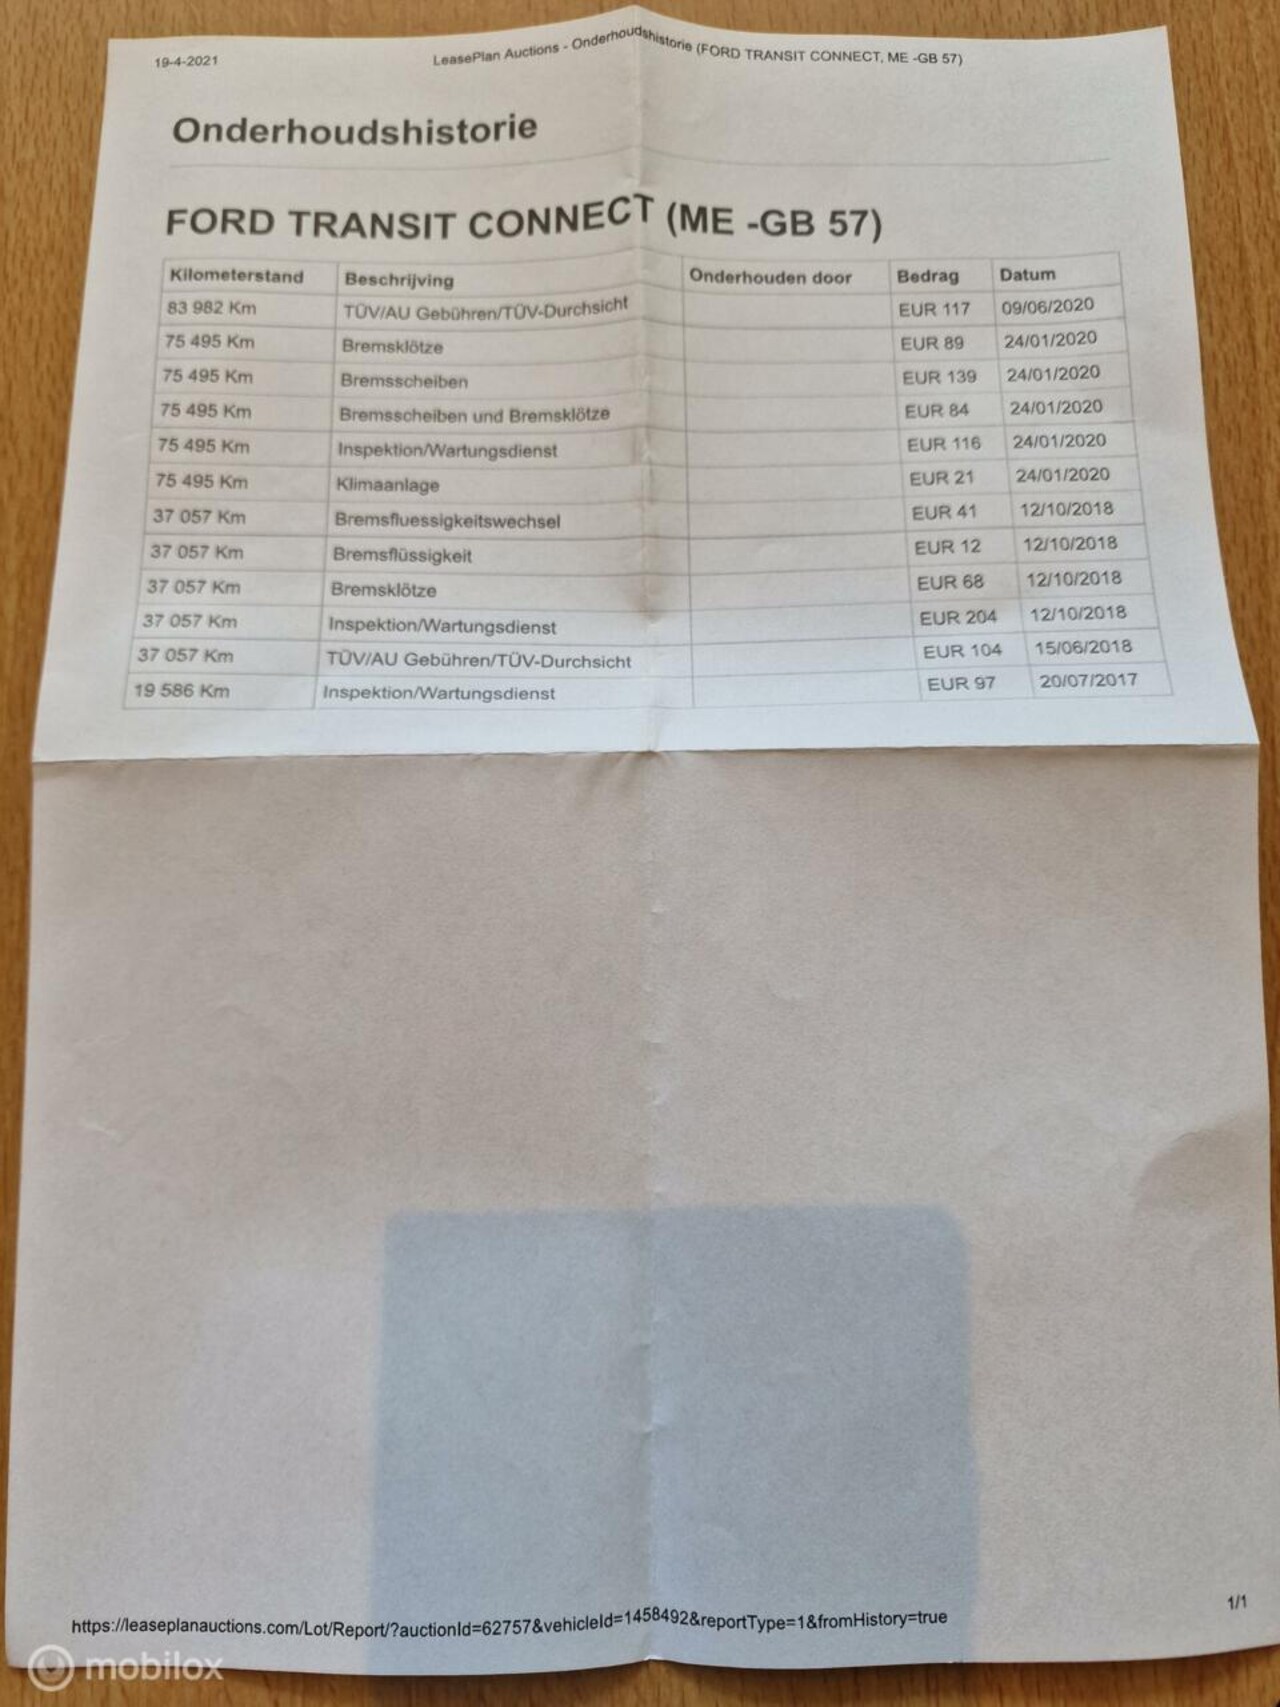 19-4-2021 LeasePlan Auctions - Onderhoudshistorie (FORD TRANSIT CONNECT, ME -GB 57)
Onderhoudshistorie
FORD TRANSIT CONNECT (ME -GB 57)
Kilometerstand Beschrijving Onderhouden door Bedrag Datum
83 982 Km TÜV/AU Gebühren/TÜV-Durchsicht EUR 117 09/06/2020
75 495 Km Bremsklötze EUR 89 24/01/2020
75 495 Km Bremsscheiben EUR 139 24/01/2020
75 495 Km Bremsscheiben und Bremsklötze EUR 84 24/01/2020
75 495 Km Inspektion/Wartungsdienst EUR 116 24/01/2020
75 495 Km Klimaanlage EUR 21 24/01/2020
37 057 Km Bremsfluessigkeitswechsel EUR 41 12/10/2018
37 057 Km Bremsflüssigkeit EUR 12 12/10/2018
37 057 Km Bremsklötze EUR 68 12/10/2018
37 057 Km Inspektion/Wartungsdienst EUR 204 12/10/2018
37 057 Km TÜV/AU Gebühren/TÜV-Durchsicht EUR 104 15/06/2018
19 586 Km Inspektion/Wartungsdienst EUR 97 20/07/2017
https://leaseplanauctions.com/Lot/Report/?auctionId=62757&vehicleId=1458492&reportType=1&fromHistory=true 1/1
mobilox